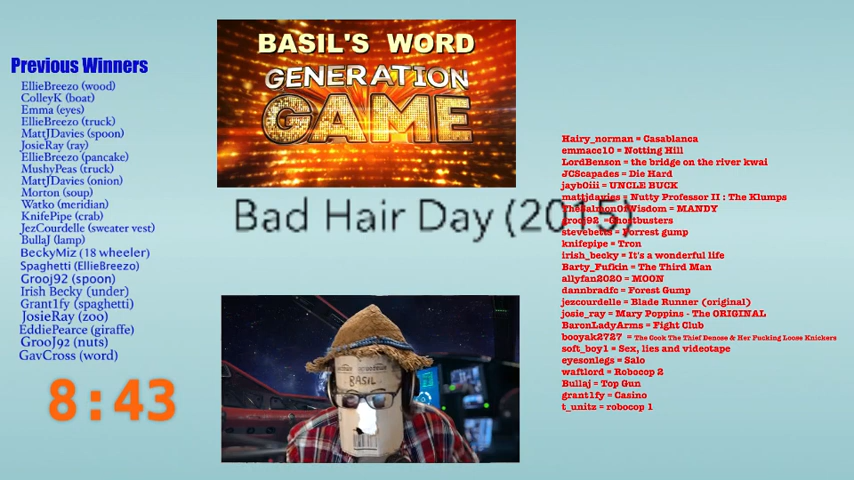 Previous Winners
EllieBreezo (wood)
ColleyK (boat)
Emma (eyes)
EllieBreezo (truck)
MattJDavies (spoon)
JosieRay (ray)
EllieBreezo (pancake)
MushyPeas (truck)
MattJDavies (onion)
Morton (soup)
Watko (meridian)
KnifePipe (crab)
JezCourdelle (sweater vest)
BullaJ (lamp)
BeckyMiz (18 wheeler)
Spaghetti (EllieBreezo)
Grooj92 (spoon)
Irish Becky (under)
Grant1fy (spaghetti)
JosieRay (zoo)
EddiePearce (giraffe)
GrooJ92 (nuts)
GavCross (word)
8:43
BASIL'S WORD
GENERATION
GAME
Bad Hair Day (2015)
BASIL
Hairy_norman = Casablanca
emmacc10 = Notting Hill
LordBenson = the bridge on the river kwai
JCScapades = Die Hard
jayb0iii = UNCLE BUCK
mattjdavies = Nutty Professor II : The Klumps
TheSalmonOfWisdom = MANDY
grooj92 =Ghostbusters
stevebetts = Forrest gump
knifepipe = Tron
irish_becky = It's a wonderful life
Barty_Fufkin = The Third Man
allyfan2020 = MOON
dannbradfc = Forest Gump
jezcourdelle = Blade Runner (original)
josie_ray = Mary Poppins - The ORIGINAL
BaronLadyArms = Fight Club
booyak2727 = The Cook The Thief Denose & Her Fucking Loose Knickers
soft_boy1 = Sex, lies and videotape
eyesonlegs = Salo
waftlord = Robocop 2
Bullaj = Top Gun
grant1fy = Casino
t_unitz = robocop 1